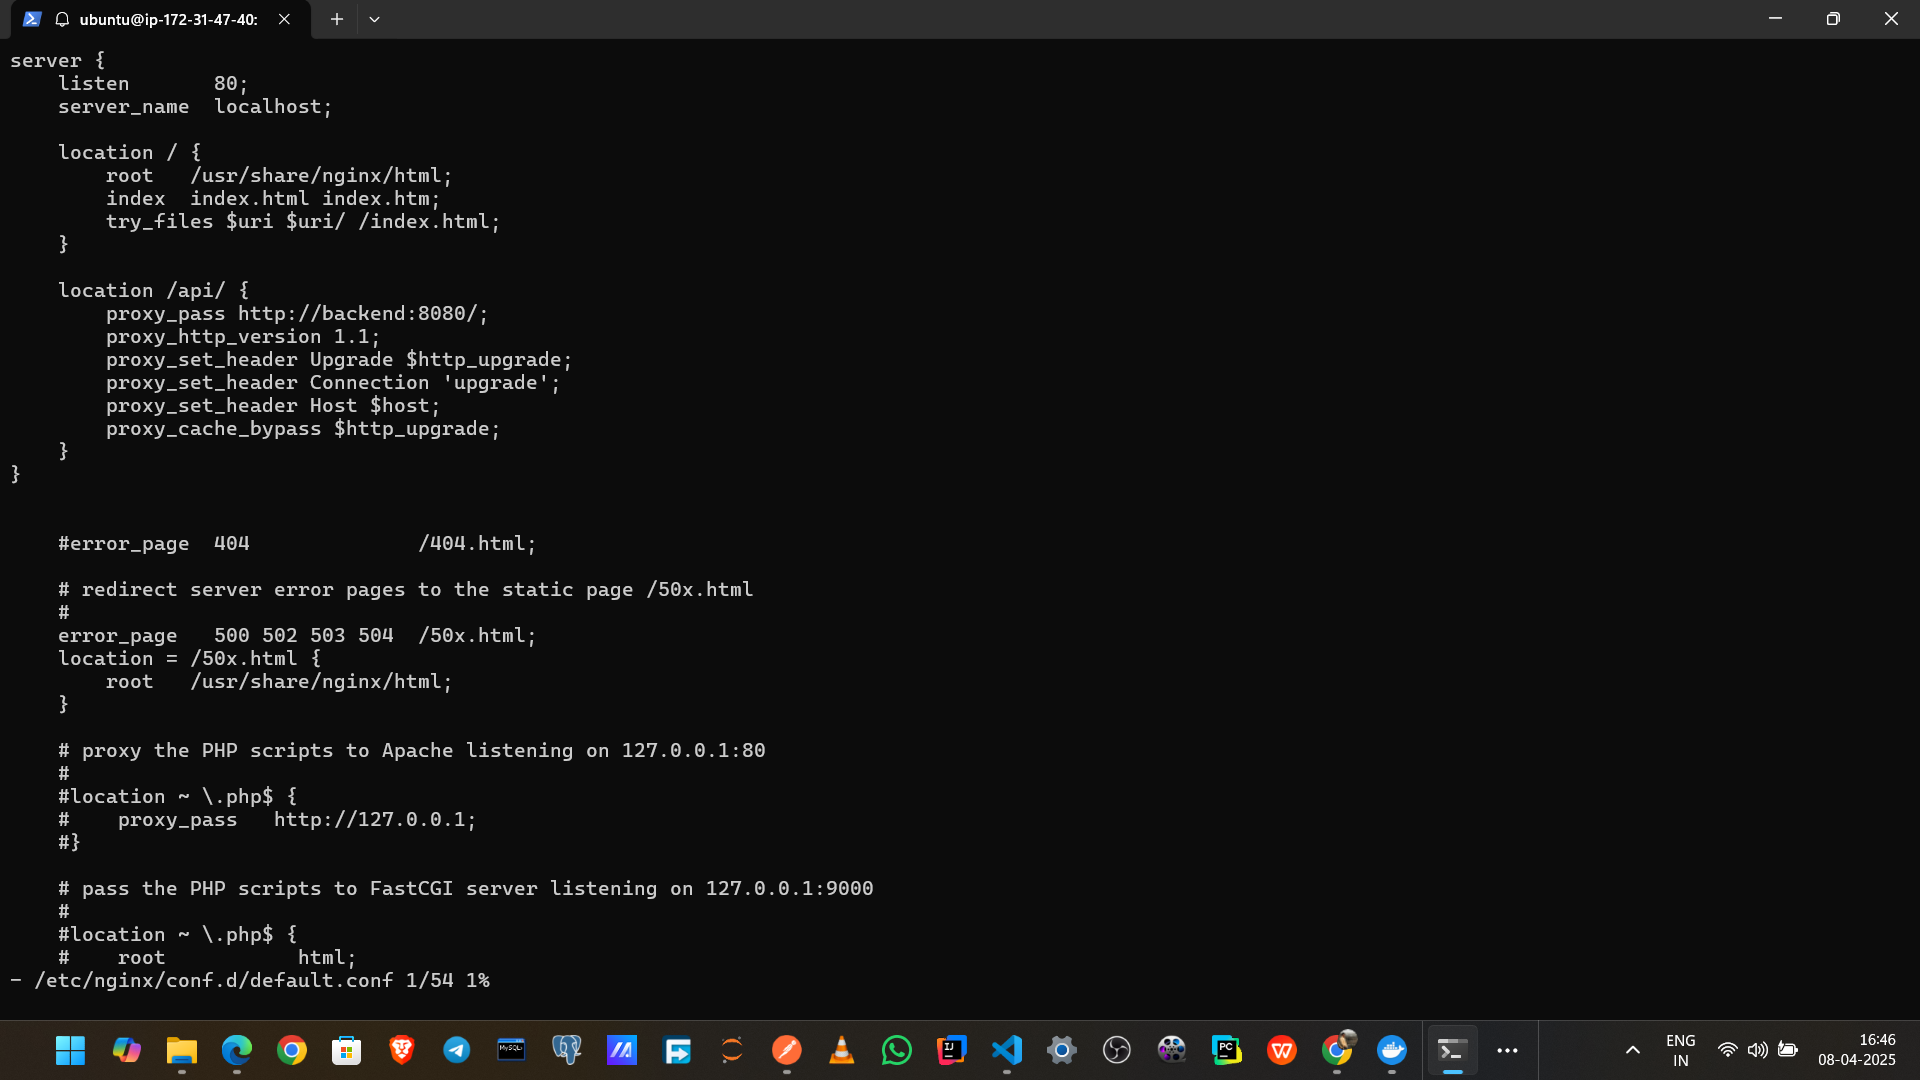 ubuntu@ip-172-31-47-40:
server {
    listen       80;
    server_name  localhost;
    location / {
        root   /usr/share/nginx/html;
        index  index.html index.htm;
        try_files $uri $uri/ /index.html;
    }
    location /api/ {
        proxy_pass http://backend:8080/;
        proxy_http_version 1.1;
        proxy_set_header Upgrade $http_upgrade;
        proxy_set_header Connection 'upgrade';
        proxy_set_header Host $host;
        proxy_cache_bypass $http_upgrade;
    }
}
    #error_page  404              /404.html;
    # redirect server error pages to the static page /50x.html
    #
    error_page   500 502 503 504  /50x.html;
    location = /50x.html {
        root   /usr/share/nginx/html;
    }
    # proxy the PHP scripts to Apache listening on 127.0.0.1:80
    #
    #location ~ \.php$ {
    #    proxy_pass   http://127.0.0.1;
    #}
    # pass the PHP scripts to FastCGI server listening on 127.0.0.1:9000
    #
    #location ~ \.php$ {
    #    root           html;
- /etc/nginx/conf.d/default.conf 1/54 1%
MySQL
IJ
PC
W
ENG
IN
16:46
08-04-2025